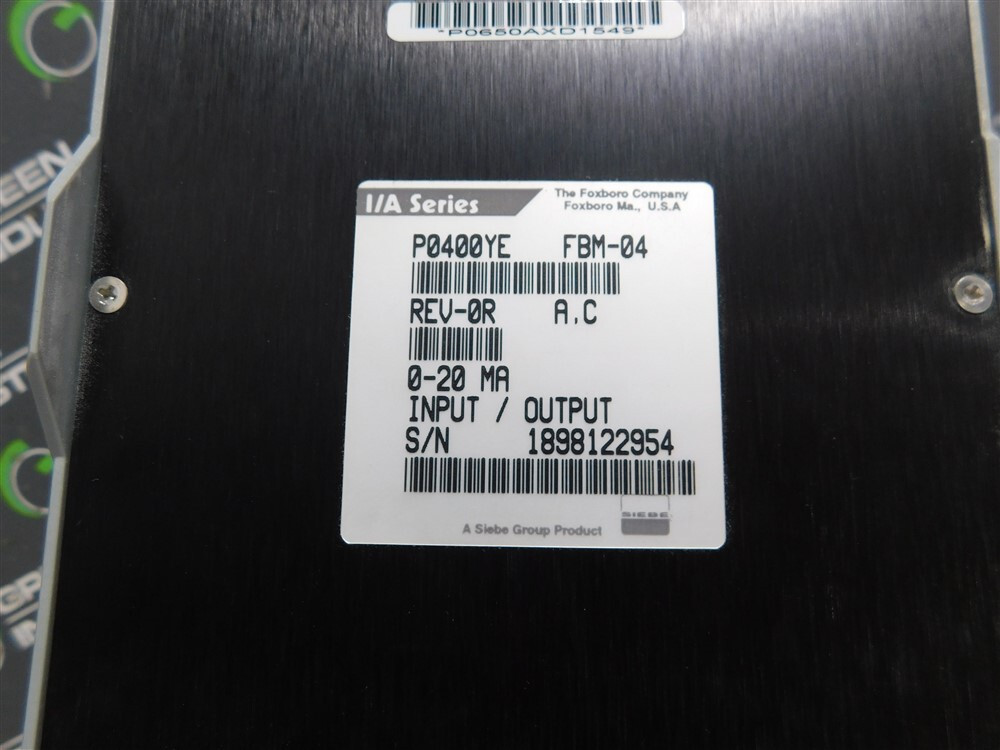 *P0650AXD1549*
I/A Series
The Foxboro Company
Foxboro Ma., U.S.A
P0400YE FBM-04
REV-0R A.C
0-20 MA
INPUT / OUTPUT
S/N 1898122954
SIEBE
A Siebe Group Product